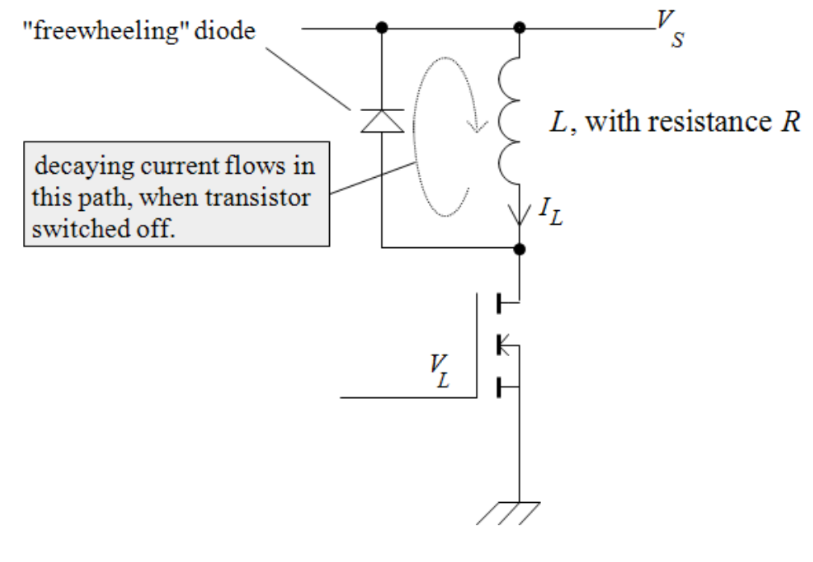 "freewheeling" diode
V_S
L, with resistance R
decaying current flows in
this path, when transistor
switched off.
I_L
V_L